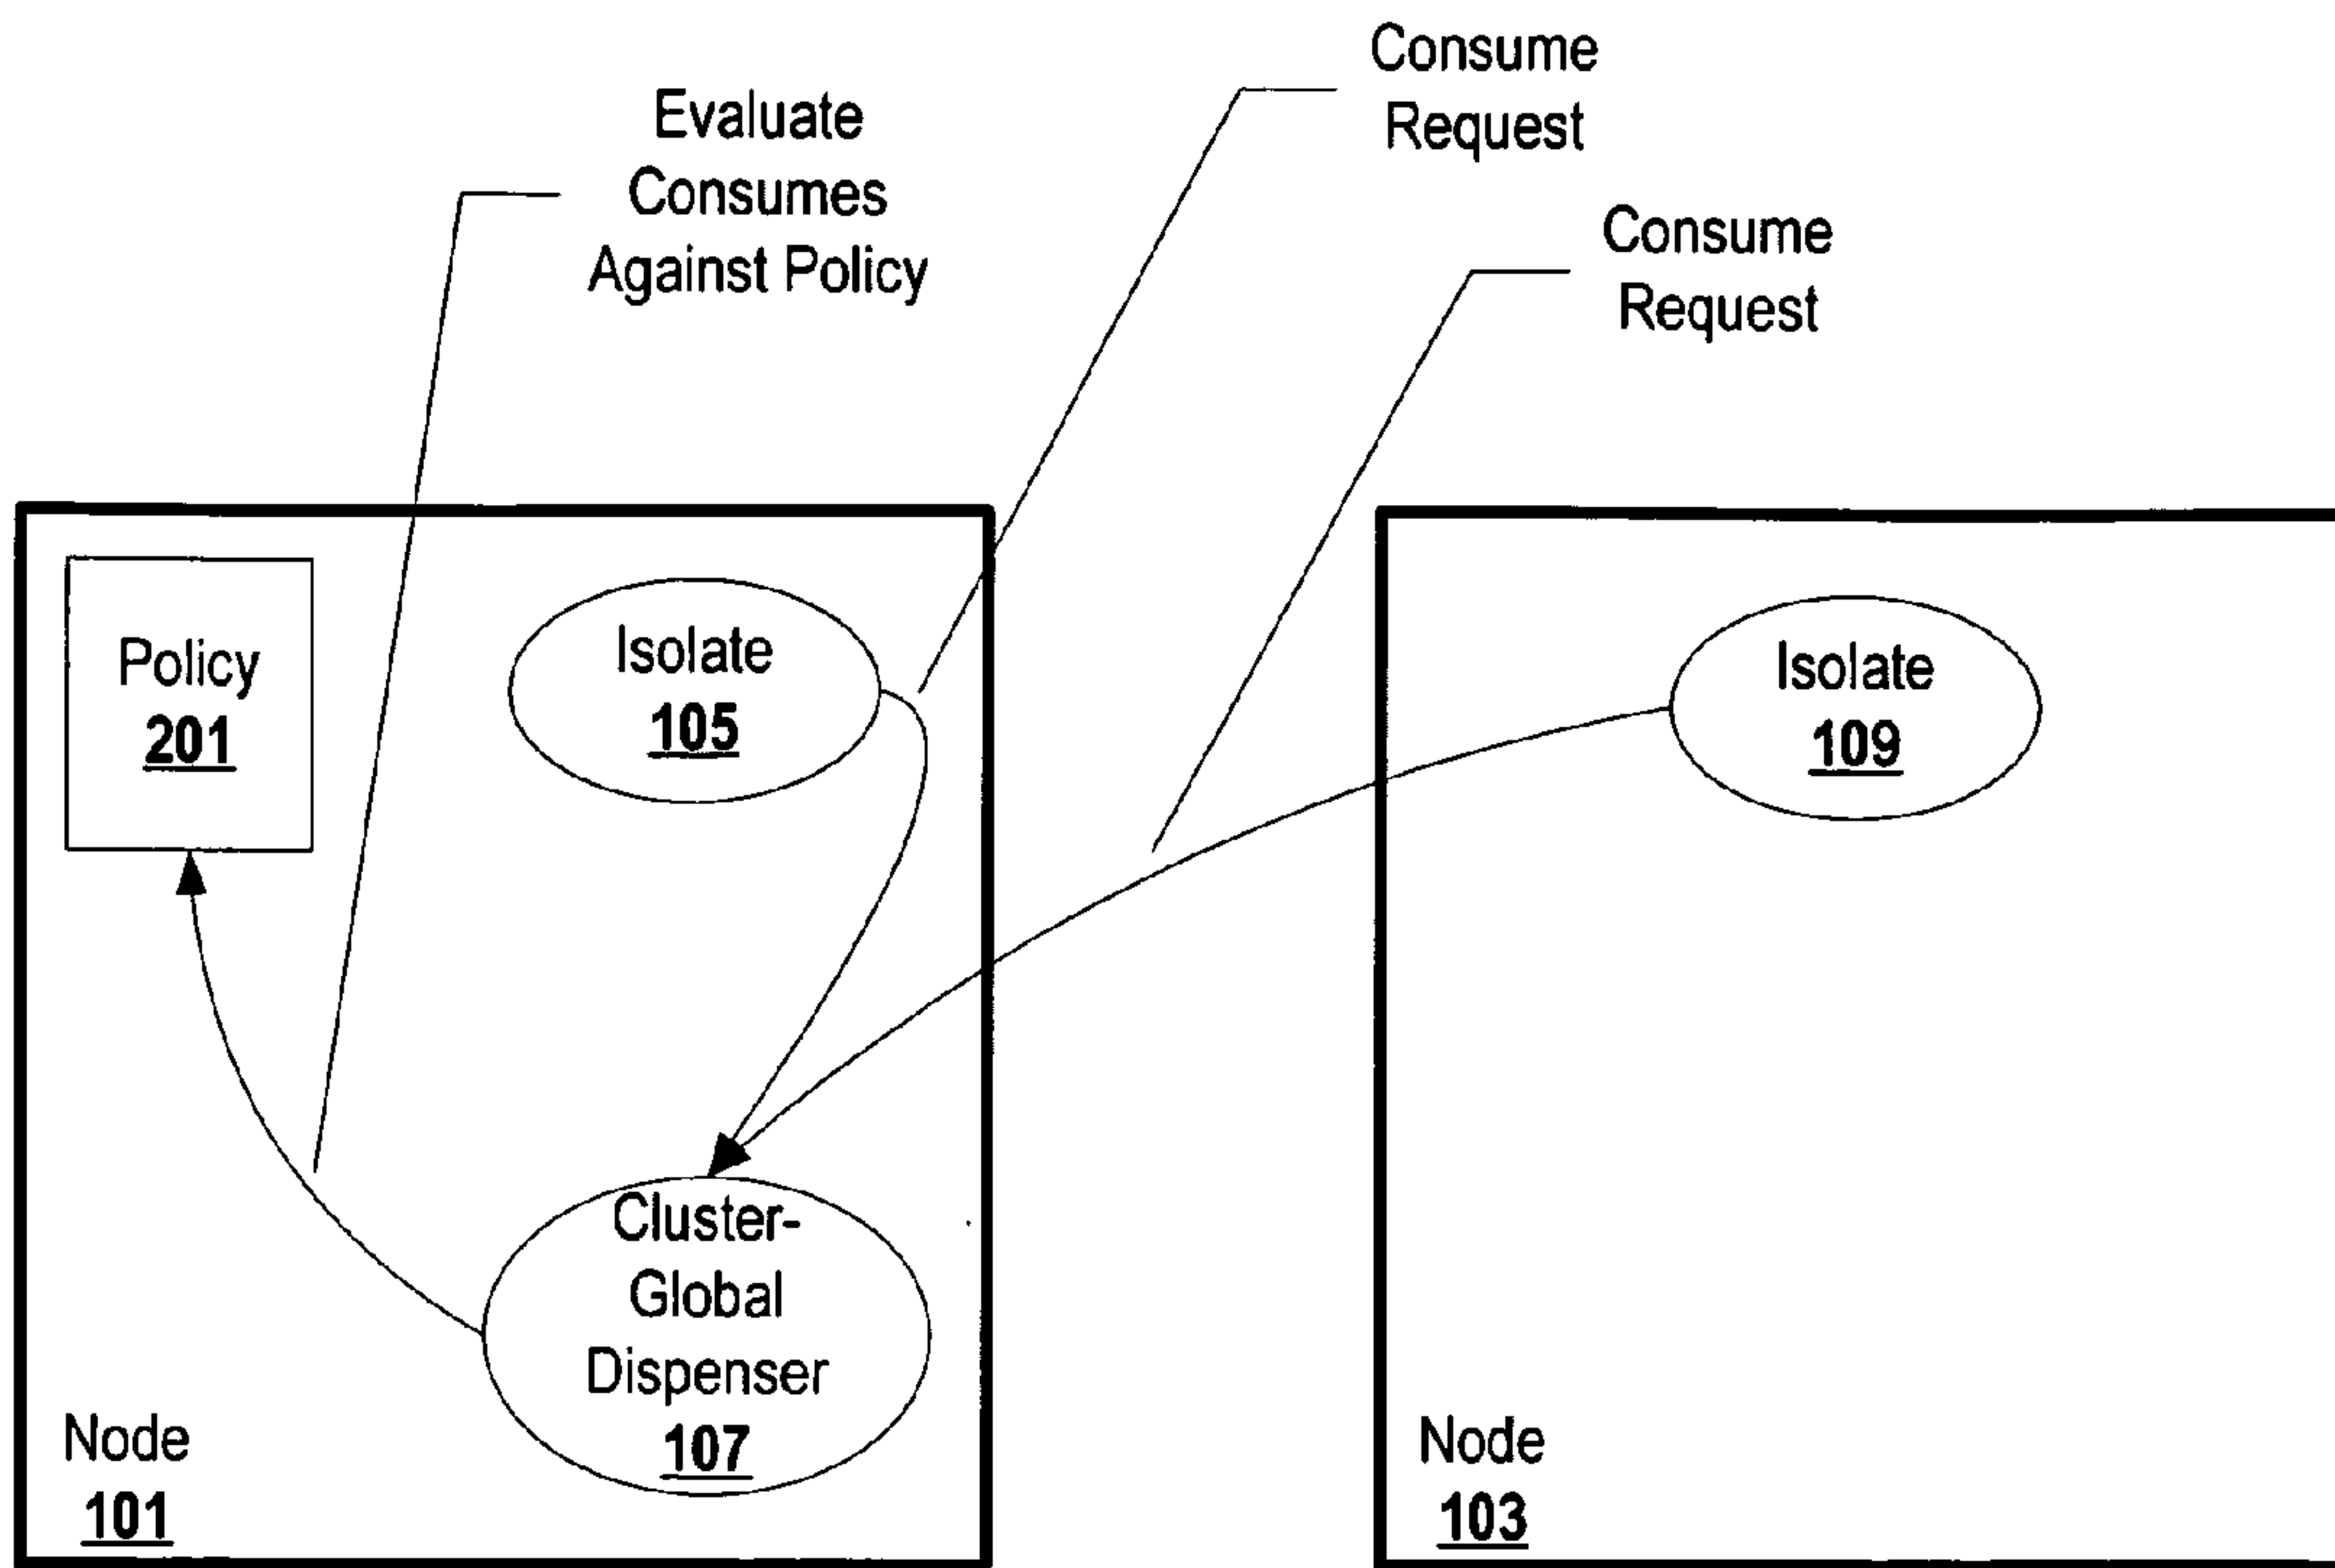 Consume
Request
Evaluate
Consumes
Against Policy
Consume
Request
Policy
201
Isolate
105
Isolate
109
Cluster-
Global
Dispenser
107
Node
101
Node
103